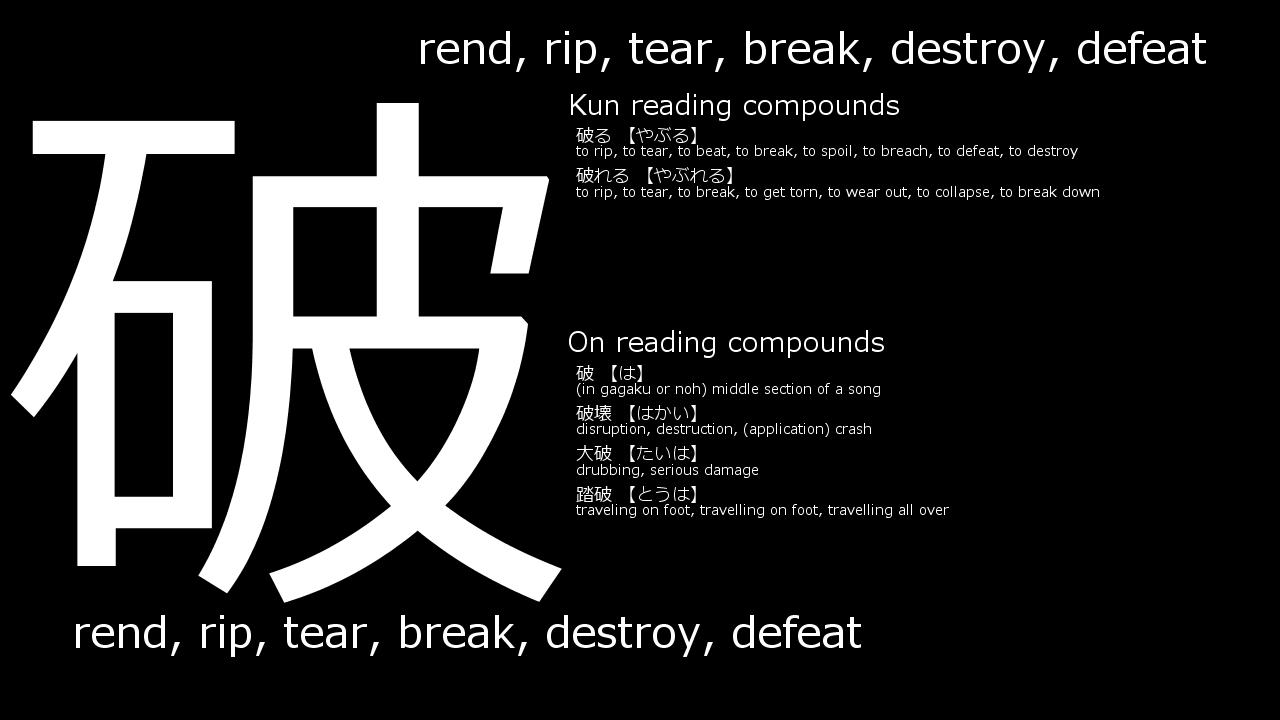 rend, rip, tear, break, destroy, defeat
破
Kun reading compounds
破る 【やぶる】
to rip, to tear, to beat, to break, to spoil, to breach, to defeat, to destroy
破れる 【やぶれる】
to rip, to tear, to break, to get torn, to wear out, to collapse, to break down
On reading compounds
破 【は】
(in gagaku or noh) middle section of a song
破壊 【はかい】
disruption, destruction, (application) crash
大破 【たいは】
drubbing, serious damage
踏破 【とうは】
traveling on foot, travelling on foot, travelling all over
rend, rip, tear, break, destroy, defeat